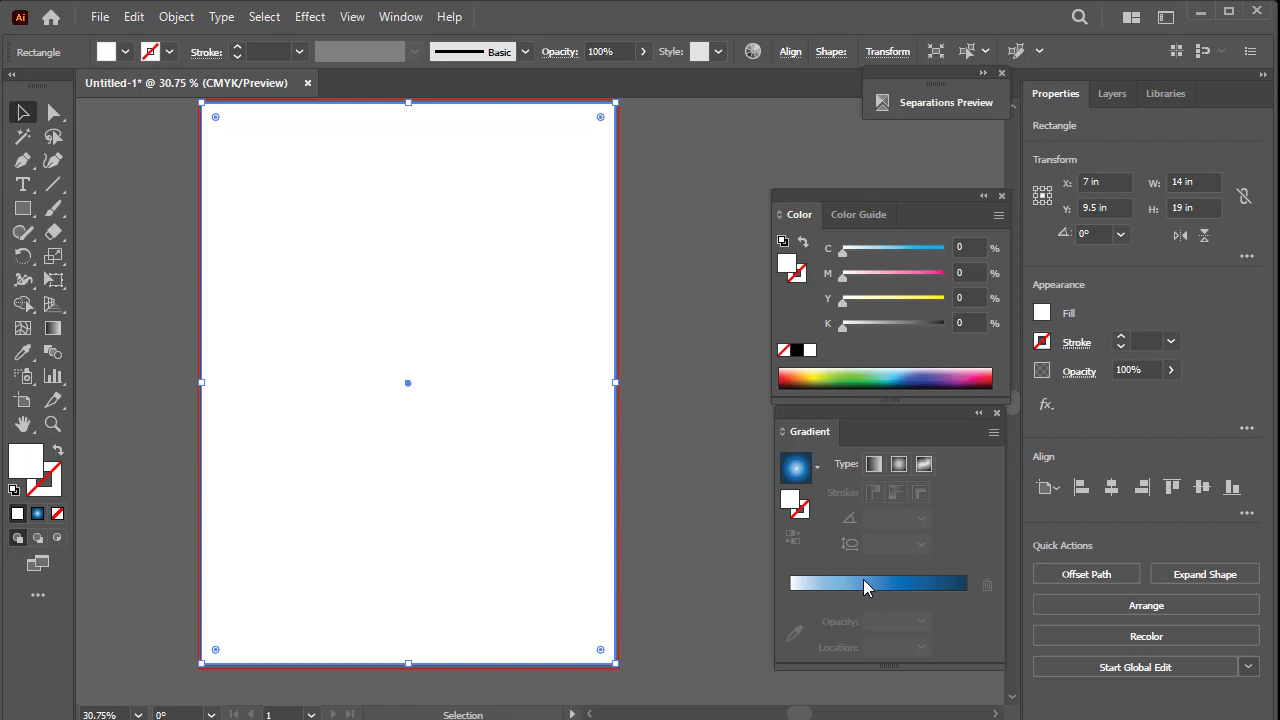 Ai File Edit Object Type Select Effect View Window Help
Rectangle Stroke: Basic Opacity: 100% Style: Align Shape: Transform
Untitled-1* @ 30.75 % (CMYK/Preview) ×
Separations Preview
Properties Layers Libraries
Rectangle
Transform
X: 7 in W: 14 in
Y: 9.5 in H: 19 in
0°
Appearance
Fill
Stroke
Opacity 100%
fx.
Align
Quick Actions
Offset Path Expand Shape
Arrange
Recolor
Start Global Edit
Color Color Guide
C 0 %
M 0 %
Y 0 %
K 0 %
Gradient
Type:
Stroke:
Opacity:
Location:
30.75% 0° 1 Selection